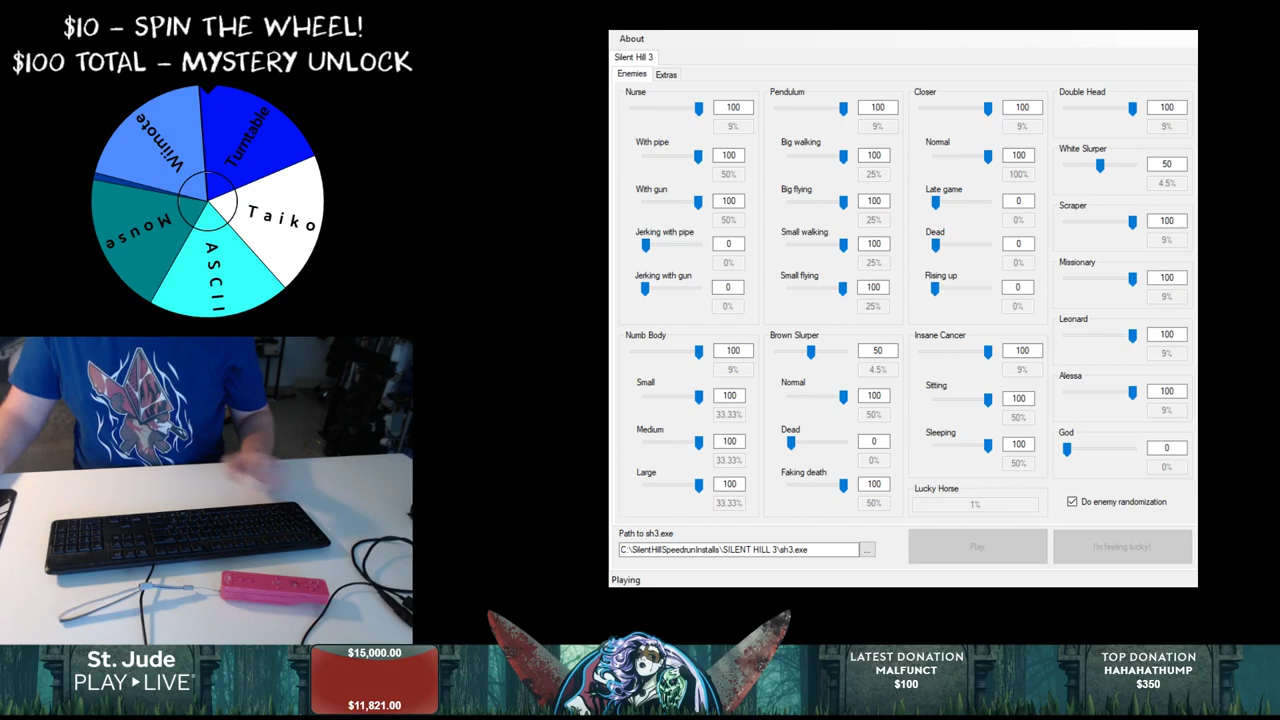 $10 – SPIN THE WHEEL!
$100 TOTAL – MYSTERY UNLOCK
Wiimote
Turntable
Taiko
ASCII
Mouse
About
Silent Hill 3
Enemies Extras
Nurse
100
9%
With pipe
100
50%
With gun
100
50%
Jerking with pipe
0
0%
Jerking with gun
0
0%
Pendulum
100
9%
Big walking
100
25%
Big flying
100
25%
Small walking
100
25%
Small flying
100
25%
Closer
100
9%
Normal
100
100%
Late game
0
0%
Dead
0
0%
Rising up
0
0%
Double Head
100
9%
White Slurper
50
4.5%
Scraper
100
9%
Missionary
100
9%
Leonard
100
9%
Alessa
100
9%
God
0
0%
Numb Body
100
9%
Small
100
33.33%
Medium
100
33.33%
Large
100
33.33%
Brown Slurper
50
4.5%
Normal
100
50%
Dead
0
0%
Faking death
100
50%
Insane Cancer
100
9%
Sitting
100
50%
Sleeping
100
50%
Lucky Horse
1%
Do enemy randomization
Path to sh3.exe
C:\SilentHillSpeedrunInstalls\SILENT HILL 3\sh3.exe ...
Play
I'm feeling lucky!
Playing
St. Jude
PLAY LIVE
$15,000.00
$11,821.00
LATEST DONATION
MALFUNCT
$100
TOP DONATION
HAHAHATHUMP
$350